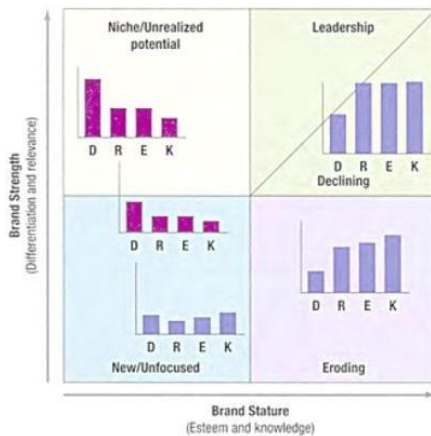 Niche/Unrealized
potential
Leadership
D R E K
D R E K
Declining
D R E K
D R E K
D R E K
New/Unfocused
Eroding
Brand Strength
(Differentiation and relevance)
Brand Stature
(Esteem and knowledge)